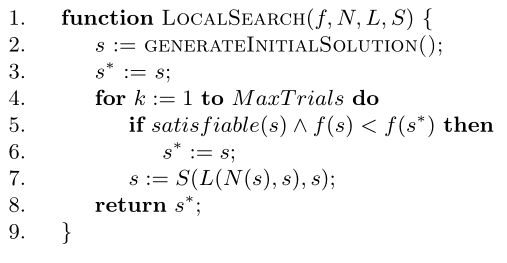 1. function LOCALSEARCH(f, N, L, S) {
2. s := GENERATEINITIALSOLUTION();
3. s* := s;
4. for k := 1 to MaxTrials do
5. if satisfiable(s) ∧ f(s) < f(s*) then
6. s* := s;
7. s := S(L(N(s), s), s);
8. return s*;
9. }